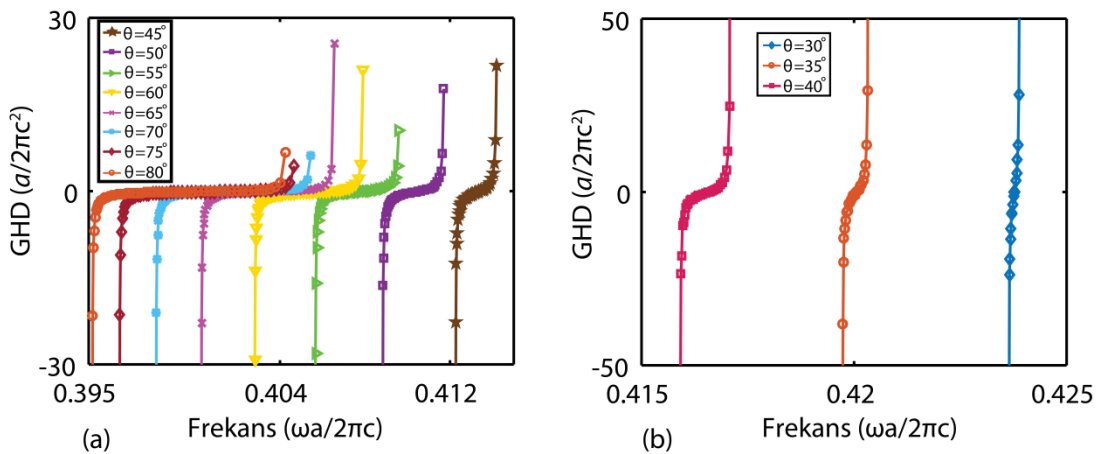 30
0
-30
GHD (a/2πc²)
θ=45°
θ=50°
θ=55°
θ=60°
θ=65°
θ=70°
θ=75°
θ=80°
0.395
0.404
0.412
Frekans (ωa/2πc)
(a)
50
0
-50
GHD (a/2πc²)
θ=30°
θ=35°
θ=40°
0.415
0.42
0.425
Frekans (ωa/2πc)
(b)